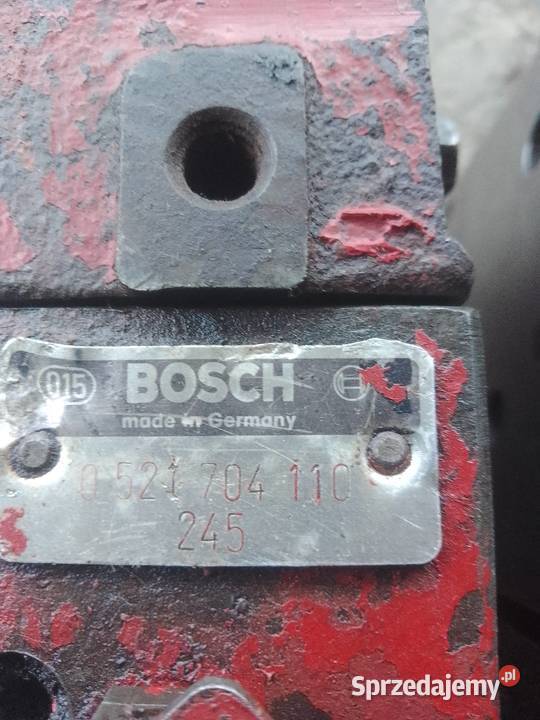 015 BOSCH
made in Germany
0 521 704 110
245
Sprzedajemy.pl